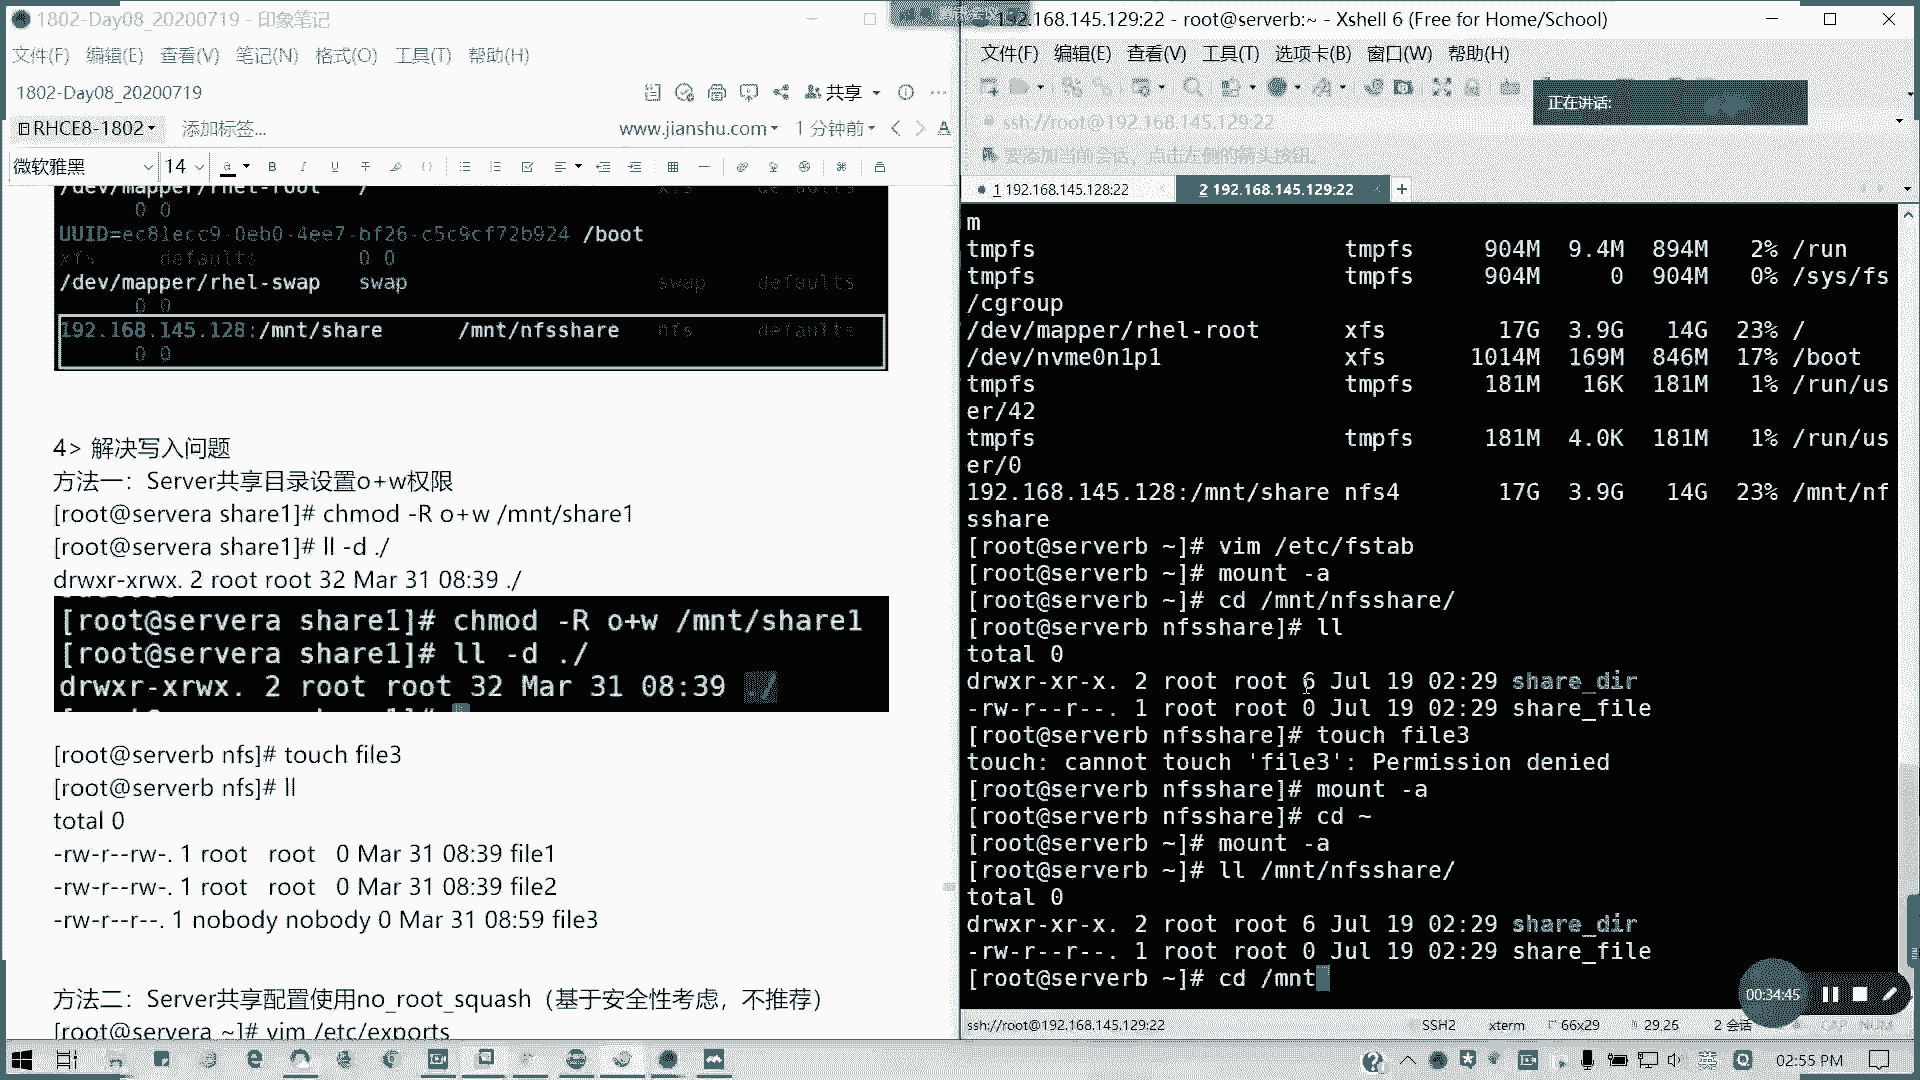 1802-Day08_20200719 - 印象笔记
文件(F) 编辑(E) 查看(V) 笔记(N) 格式(O) 工具(T) 帮助(H)
1802-Day08_20200719
共享
RHCE8-1802
添加标签...
www.jianshu.com
1 分钟前
微软雅黑
14
/dev/mapper/rhel-root / xfs defaults
0 0
UUID=ec81ecc9-0eb0-4ee7-bf26-c5c9cf72b924 /boot
xfs defaults 0 0
/dev/mapper/rhel-swap swap swap defaults
0 0
192.168.145.128:/mnt/share /mnt/nfsshare nfs defaults
0 0
4> 解决写入问题
方法一：Server共享目录设置o+w权限
[root@servera share1]# chmod -R o+w /mnt/share1
[root@servera share1]# ll -d ./
drwxr-xrwx. 2 root root 32 Mar 31 08:39 ./
[root@servera share1]# chmod -R o+w /mnt/share1
[root@servera share1]# ll -d ./
drwxr-xrwx. 2 root root 32 Mar 31 08:39 ./
[root@serverb nfs]# touch file3
[root@serverb nfs]# ll
total 0
-rw-r--rw-. 1 root root 0 Mar 31 08:39 file1
-rw-r--rw-. 1 root root 0 Mar 31 08:39 file2
-rw-r--r--. 1 nobody nobody 0 Mar 31 08:59 file3
方法二：Server共享配置使用no_root_squash（基于安全性考虑，不推荐）
[root@servera ~]# vim /etc/exports
192.168.145.129:22 - root@serverb:~ - Xshell 6 (Free for Home/School)
文件(F) 编辑(E) 查看(V) 工具(T) 选项卡(B) 窗口(W) 帮助(H)
正在讲话:
ssh://root@192.168.145.129:22
要添加当前会话，点击左侧的箭头按钮。
1 192.168.145.128:22
2 192.168.145.129:22
m
tmpfs tmpfs 904M 9.4M 894M 2% /run
tmpfs tmpfs 904M 0 904M 0% /sys/fs
/cgroup
/dev/mapper/rhel-root xfs 17G 3.9G 14G 23% /
/dev/nvme0n1p1 xfs 1014M 169M 846M 17% /boot
tmpfs tmpfs 181M 16K 181M 1% /run/us
er/42
tmpfs tmpfs 181M 4.0K 181M 1% /run/us
er/0
192.168.145.128:/mnt/share nfs4 17G 3.9G 14G 23% /mnt/nf
sshare
[root@serverb ~]# vim /etc/fstab
[root@serverb ~]# mount -a
[root@serverb ~]# cd /mnt/nfsshare/
[root@serverb nfsshare]# ll
total 0
drwxr-xr-x. 2 root root 6 Jul 19 02:29 share_dir
-rw-r--r--. 1 root root 0 Jul 19 02:29 share_file
[root@serverb nfsshare]# touch file3
touch: cannot touch 'file3': Permission denied
[root@serverb nfsshare]# mount -a
[root@serverb nfsshare]# cd ~
[root@serverb ~]# mount -a
[root@serverb ~]# ll /mnt/nfsshare/
total 0
drwxr-xr-x. 2 root root 6 Jul 19 02:29 share_dir
-rw-r--r--. 1 root root 0 Jul 19 02:29 share_file
[root@serverb ~]# cd /mnt
00:34:45
ssh://root@192.168.145.129:22
SSH2 xterm 66x29 29,25 2 会话 CAP NUM
英
02:55 PM